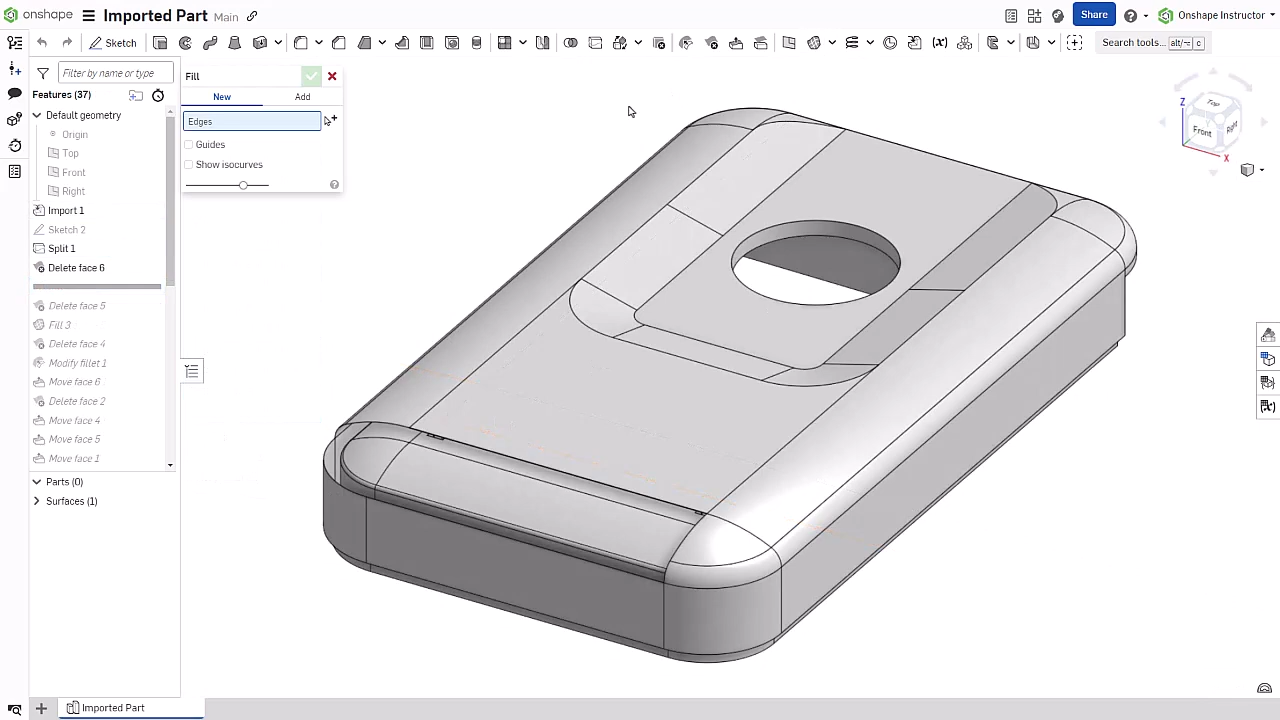 onshape
Imported Part
Main
Share
Onshape Instructor
Sketch
Search tools...
alt/⌥
c
Filter by name or type
Features (37)
Default geometry
Origin
Top
Front
Right
Import 1
Sketch 2
Split 1
Delete face 6
Delete face 5
Fill 3
Delete face 4
Modify fillet 1
Move face 6
Delete face 2
Move face 4
Move face 5
Move face 1
Parts (0)
Surfaces (1)
Fill
New
Add
Edges
Guides
Show isocurves
Z
Top
Front
Right
X
Imported Part